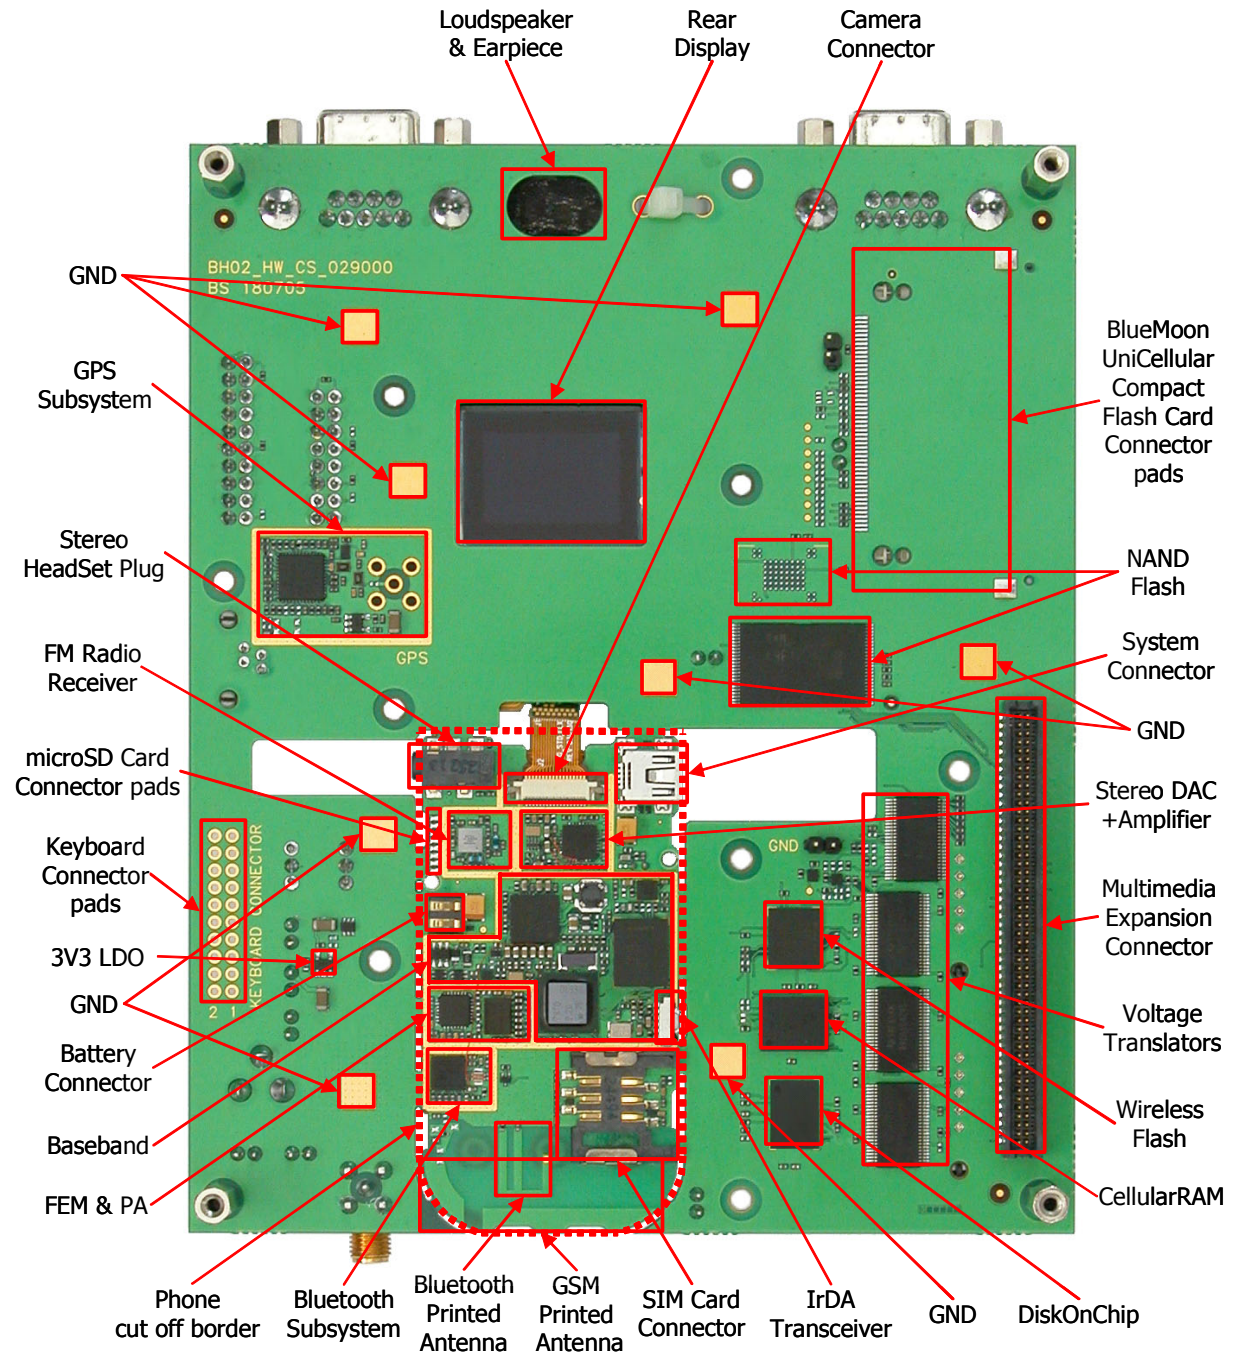 Loudspeaker
& Earpiece
Rear
Display
Camera
Connector
BH02_HW_CS_029000
BS 180705
GND
GPS
Subsystem
BlueMoon
UniCellular
Compact
Flash Card
Connector
pads
Stereo
HeadSet Plug
NAND
Flash
GPS
FM Radio
Receiver
System
Connector
GND
microSD Card
Connector pads
Stereo DAC
+Amplifier
GND
Keyboard
Connector
pads
KEYBOARD CONNECTOR
2 1
Multimedia
Expansion
Connector
3V3 LDO
GND
Voltage
Translators
Battery
Connector
Wireless
Flash
Baseband
FEM & PA
CellularRAM
Phone
cut off border
Bluetooth
Subsystem
Bluetooth
Printed
Antenna
GSM
Printed
Antenna
SIM Card
Connector
IrDA
Transceiver
GND
DiskOnChip